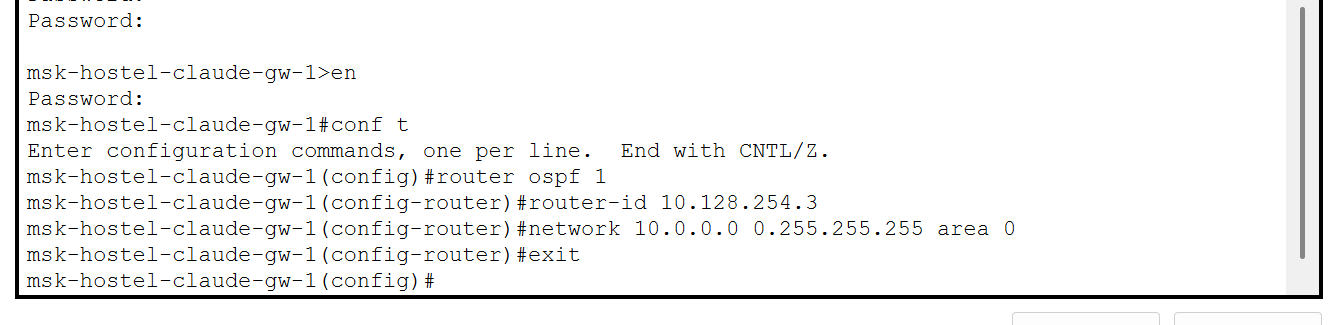 Password:

msk-hostel-claude-gw-1>en
Password:
msk-hostel-claude-gw-1#conf t
Enter configuration commands, one per line.  End with CNTL/Z.
msk-hostel-claude-gw-1(config)#router ospf 1
msk-hostel-claude-gw-1(config-router)#router-id 10.128.254.3
msk-hostel-claude-gw-1(config-router)#network 10.0.0.0 0.255.255.255 area 0
msk-hostel-claude-gw-1(config-router)#exit
msk-hostel-claude-gw-1(config)#